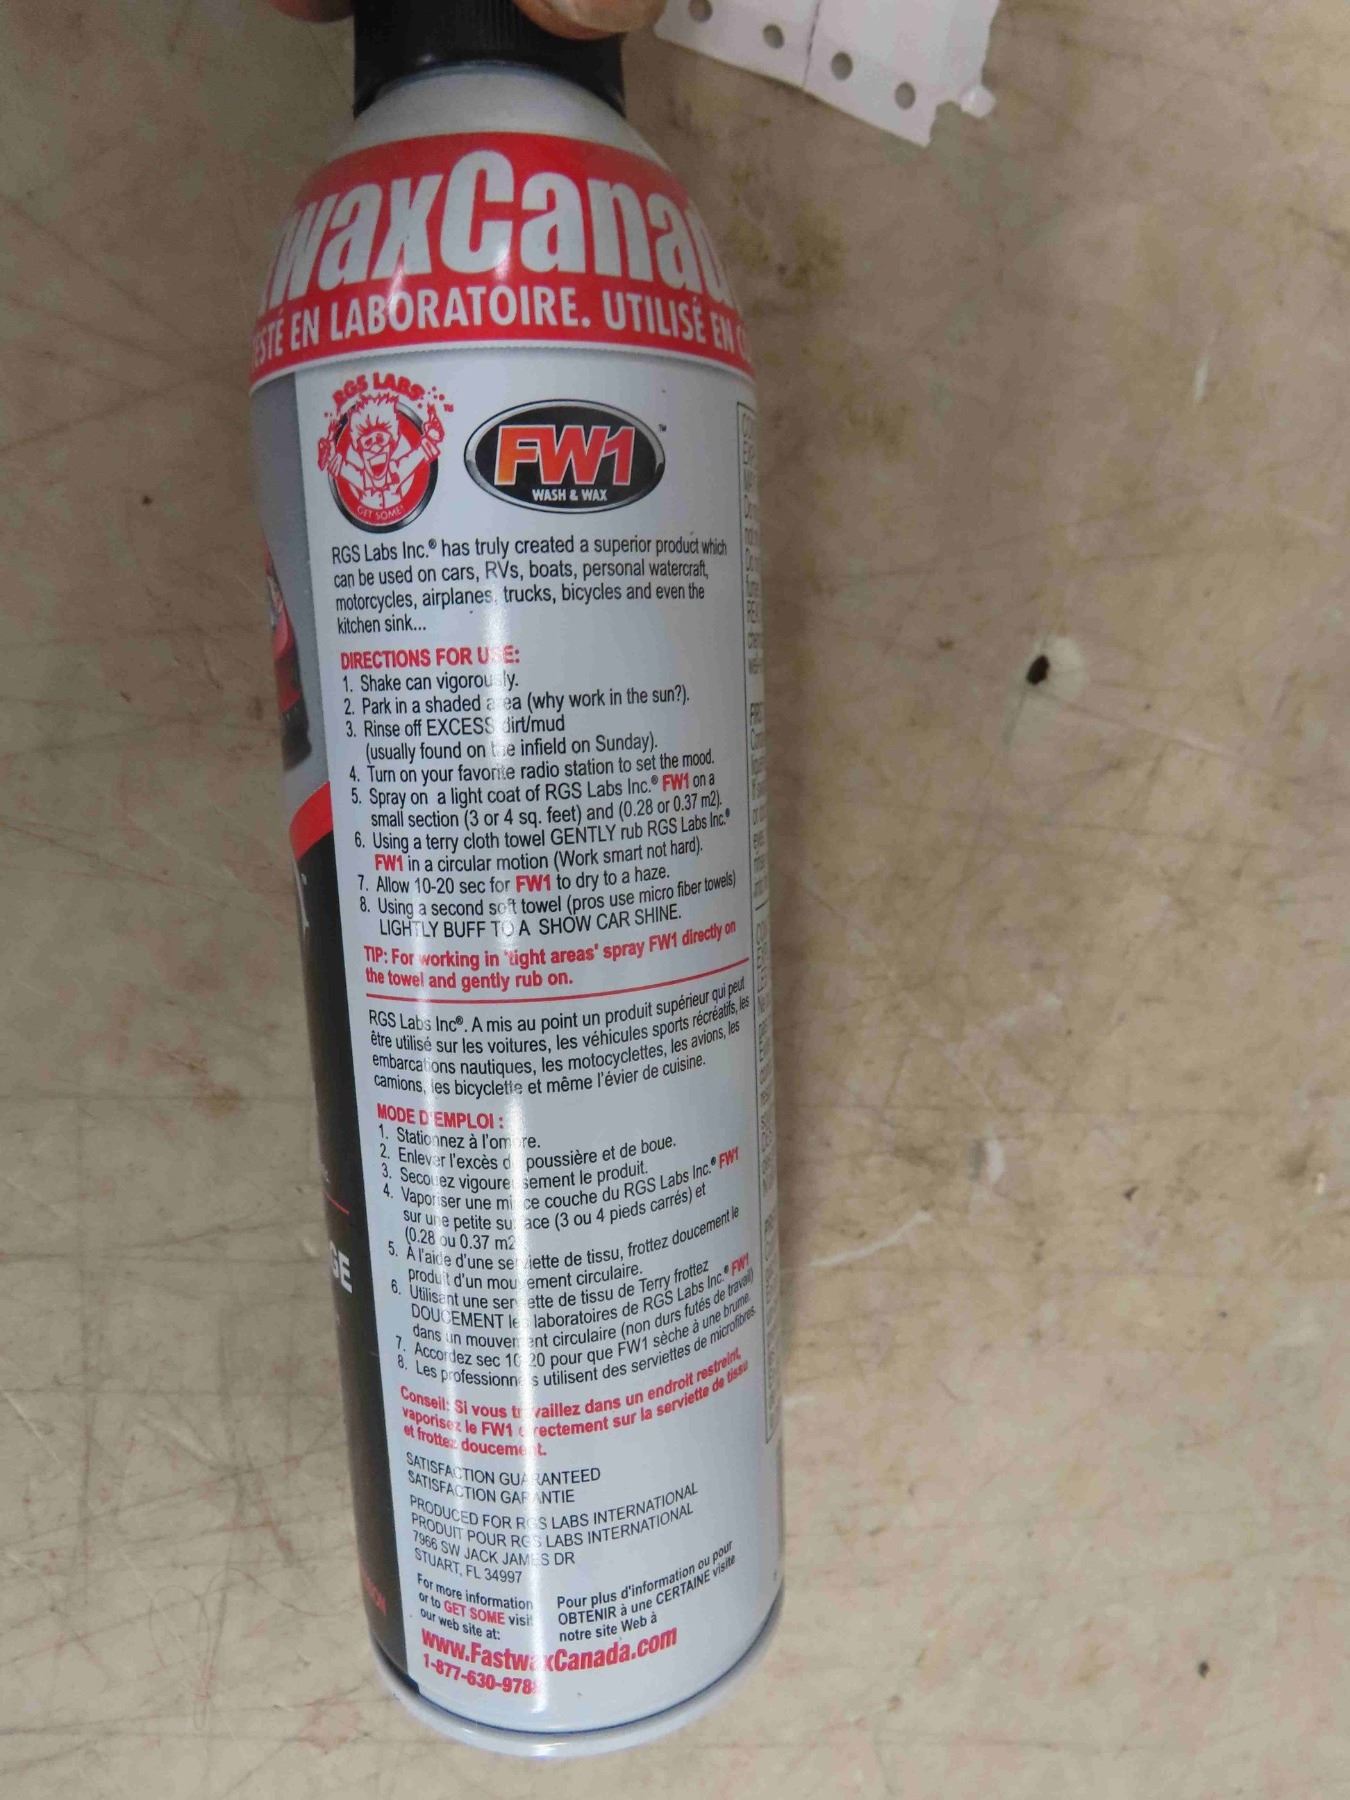 waxCana
EN LABORATOIRE. UTILISÉ EN
RGS LABS
GET SOME!
FW1
™
WASH & WAX
RGS Labs Inc.® has truly created a superior product which
can be used on cars, RVs, boats, personal watercraft,
motorcycles, airplanes, trucks, bicycles and even the
kitchen sink...
DIRECTIONS FOR USE:
1. Shake can vigorously.
2. Park in a shaded area (why work in the sun?).
3. Rinse off EXCESS dirt/mud
(usually found on the infield on Sunday).
4. Turn on your favorite radio station to set the mood.
5. Spray on a light coat of RGS Labs Inc.® FW1 on a
small section (3 or 4 sq. feet) and (0.28 or 0.37 m2).
6. Using a terry cloth towel GENTLY rub RGS Labs Inc.®
FW1 in a circular motion (Work smart not hard).
7. Allow 10-20 sec for FW1 to dry to a haze.
8. Using a second soft towel (pros use micro fiber towels)
LIGHTLY BUFF TO A SHOW CAR SHINE.
TIP: For working in 'tight areas' spray FW1 directly on
the towel and gently rub on.
RGS Labs Inc®. A mis au point un produit supérieur qui peut
être utilisé sur les voitures, les véhicules sports récréatifs, les
embarcations nautiques, les motocyclettes, les avions, les
camions, les bicyclette et même l'évier de cuisine.
MODE D'EMPLOI :
1. Stationnez à l'ombre.
2. Enlever l'excès de poussière et de boue.
3. Secouez vigoureusement le produit.
4. Vaporiser une mince couche du RGS Labs Inc.® FW1
sur une petite surface (3 ou 4 pieds carrés) et
(0.28 ou 0.37 m2
5. À l'aide d'une serviette de tissu, frottez doucement le
produit d'un mouvement circulaire.
6. Utilisant une serviette de tissu de Terry frottez
DOUCEMENT les laboratoires de RGS Labs Inc.® FW1
dans un mouvement circulaire (non durs futés de travail)
7. Accordez sec 10-20 pour que FW1 sèche à une brume.
8. Les professionnels utilisent des serviettes de microfibres.
Conseil: Si vous travaillez dans un endroit restreint,
vaporisez le FW1 directement sur la serviette de tissu
et frottez doucement.
SATISFACTION GUARANTEED
SATISFACTION GARANTIE
PRODUCED FOR RGS LABS INTERNATIONAL
PRODUIT POUR RGS LABS INTERNATIONAL
7966 SW JACK JAMES DR
STUART, FL 34997
For more information
or to GET SOME visit
our web site at:
Pour plus d'information ou pour
OBTENIR à une CERTAINE visite
notre site Web à
www.FastwaxCanada.com
1-877-630-978
GE